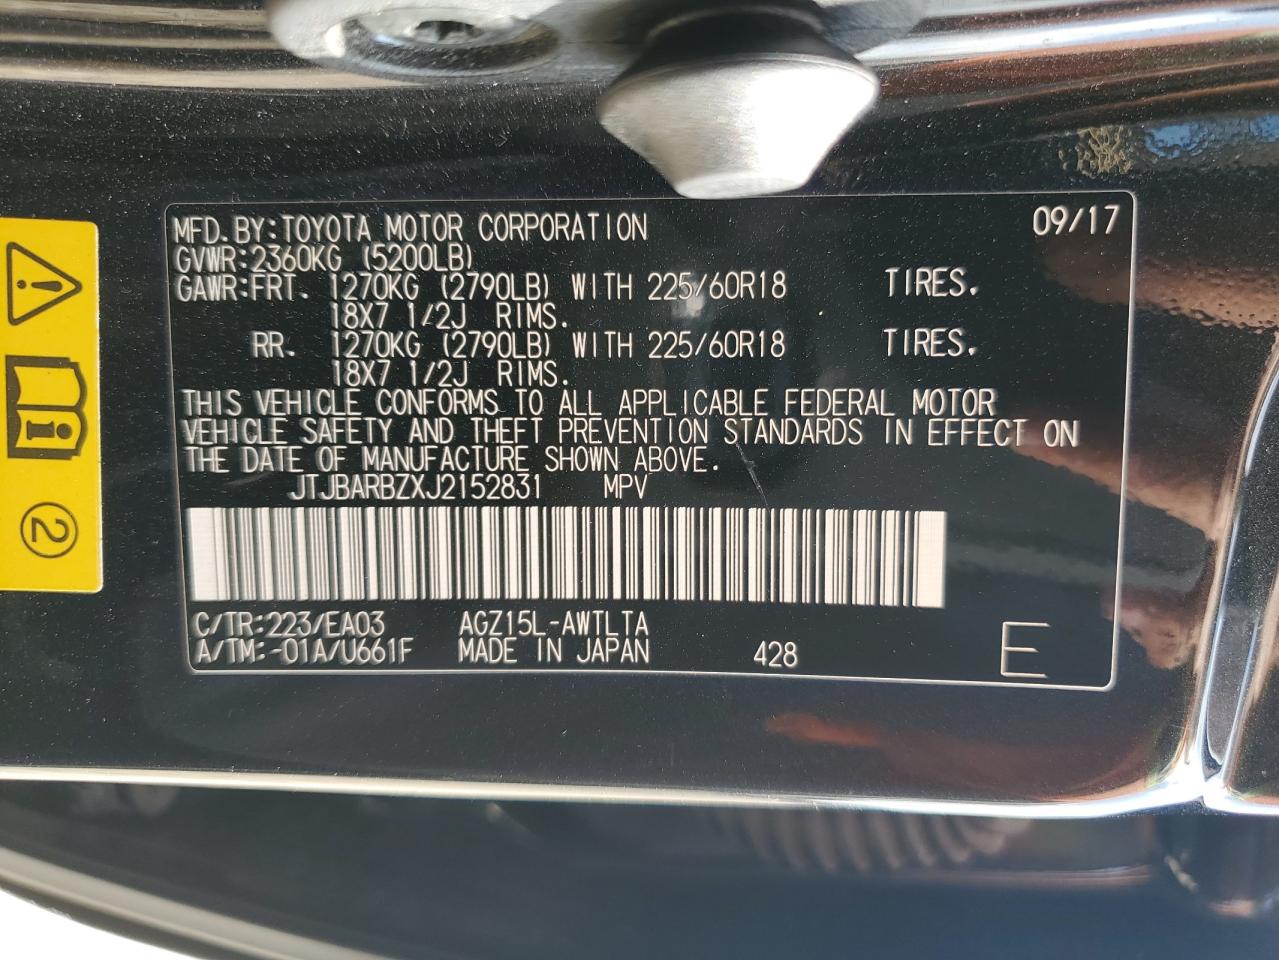 MFD. BY: TOYOTA MOTOR CORPORATION 09/17
GVWR: 2360KG (5200LB)
GAWR: FRT. 1270KG (2790LB) WITH 225/60R18 TIRES.
18X7 1/2J RIMS.
RR. 1270KG (2790LB) WITH 225/60R18 TIRES.
18X7 1/2J RIMS.
THIS VEHICLE CONFORMS TO ALL APPLICABLE FEDERAL MOTOR
VEHICLE SAFETY AND THEFT PREVENTION STANDARDS IN EFFECT ON
THE DATE OF MANUFACTURE SHOWN ABOVE.
JTJBARBZXJ2152831 MPV
C/TR: 223/EA03 AGZ15L-AWTLTA
A/TM: -01A/U661F MADE IN JAPAN 428 E
i
2